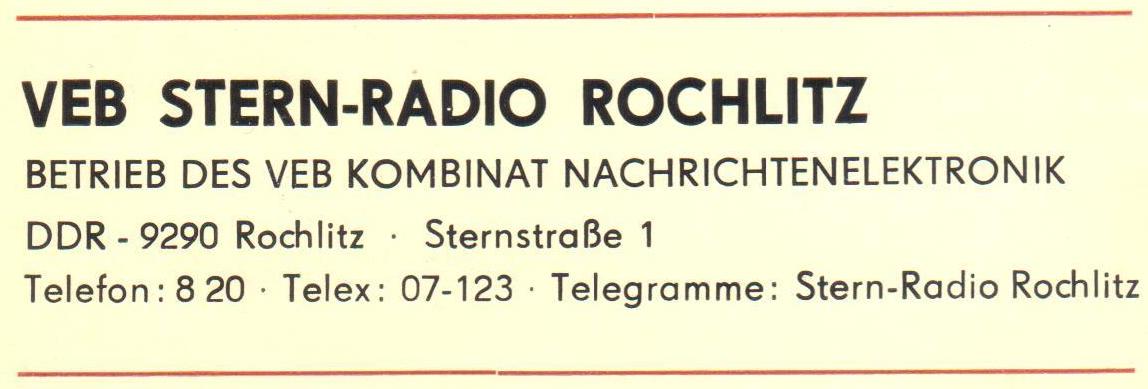 VEB STERN-RADIO ROCHLITZ
BETRIEB DES VEB KOMBINAT NACHRICHTENELEKTRONIK
DDR - 9290 Rochlitz · Sternstraße 1
Telefon: 8 20 · Telex: 07-123 · Telegramme: Stern-Radio Rochlitz